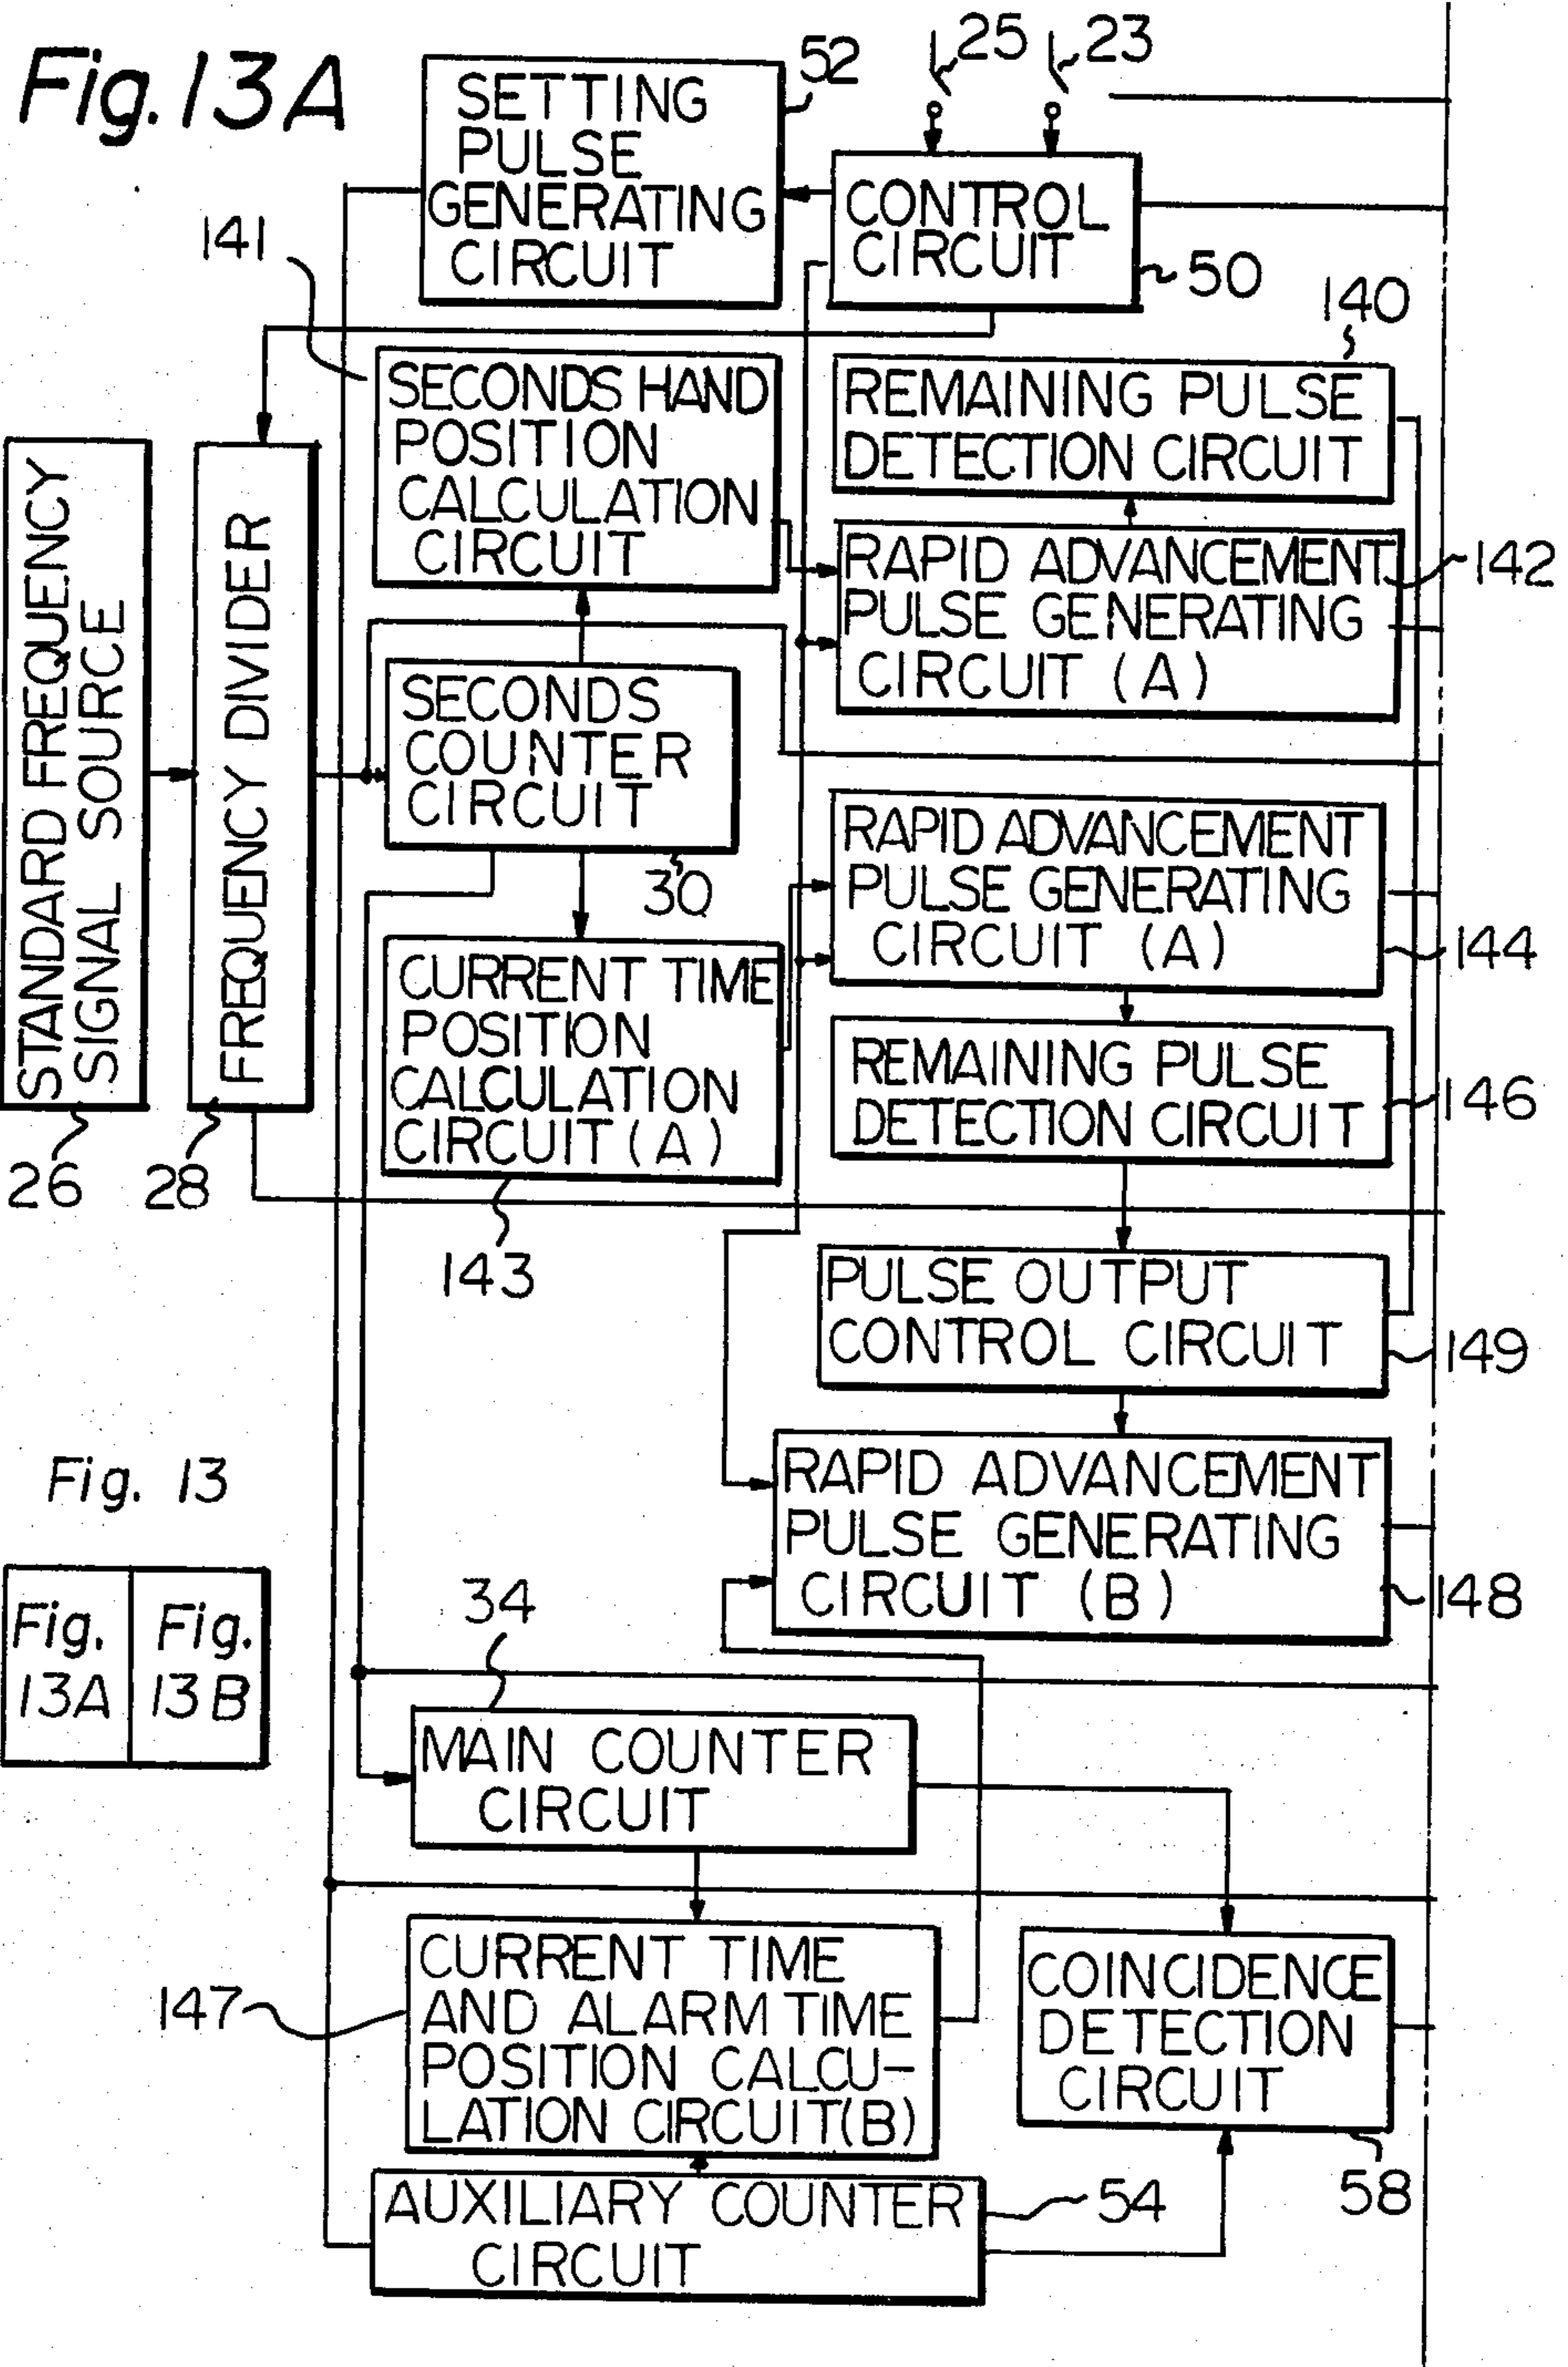 Fig. 13A
52
25
23
SETTING
PULSE
GENERATING
CIRCUIT
CONTROL
CIRCUIT
50
141
140
SECONDS HAND
POSITION
CALCULATION
CIRCUIT
REMAINING PULSE
DETECTION CIRCUIT
STANDARD FREQUENCY
SIGNAL SOURCE
26
FREQUENCY DIVIDER
28
RAPID ADVANCEMENT
PULSE GENERATING
CIRCUIT (A)
142
SECONDS
COUNTER
CIRCUIT
30
RAPID ADVANCEMENT
PULSE GENERATING
CIRCUIT (A)
144
CURRENT TIME
POSITION
CALCULATION
CIRCUIT (A)
143
REMAINING PULSE
DETECTION CIRCUIT
146
PULSE OUTPUT
CONTROL CIRCUIT
149
RAPID ADVANCEMENT
PULSE GENERATING
CIRCUIT (B)
148
Fig. 13
Fig.
13A
Fig.
13B
34
MAIN COUNTER
CIRCUIT
147
CURRENT TIME
AND ALARM TIME
POSITION CALCU-
LATION CIRCUIT(B)
COINCIDENCE
DETECTION
CIRCUIT
58
AUXILIARY COUNTER
CIRCUIT
54